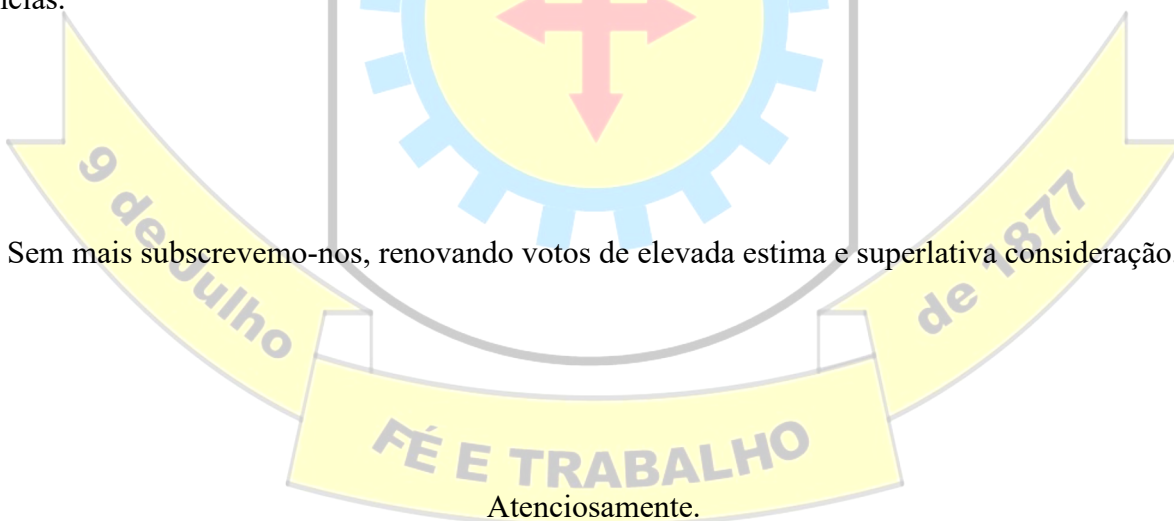 9 de Julho
de 1877
Sem mais subscrevemo-nos, renovando votos de elevada estima e superlativa consideração
FÉ E TRABALHO
Atenciosamente.